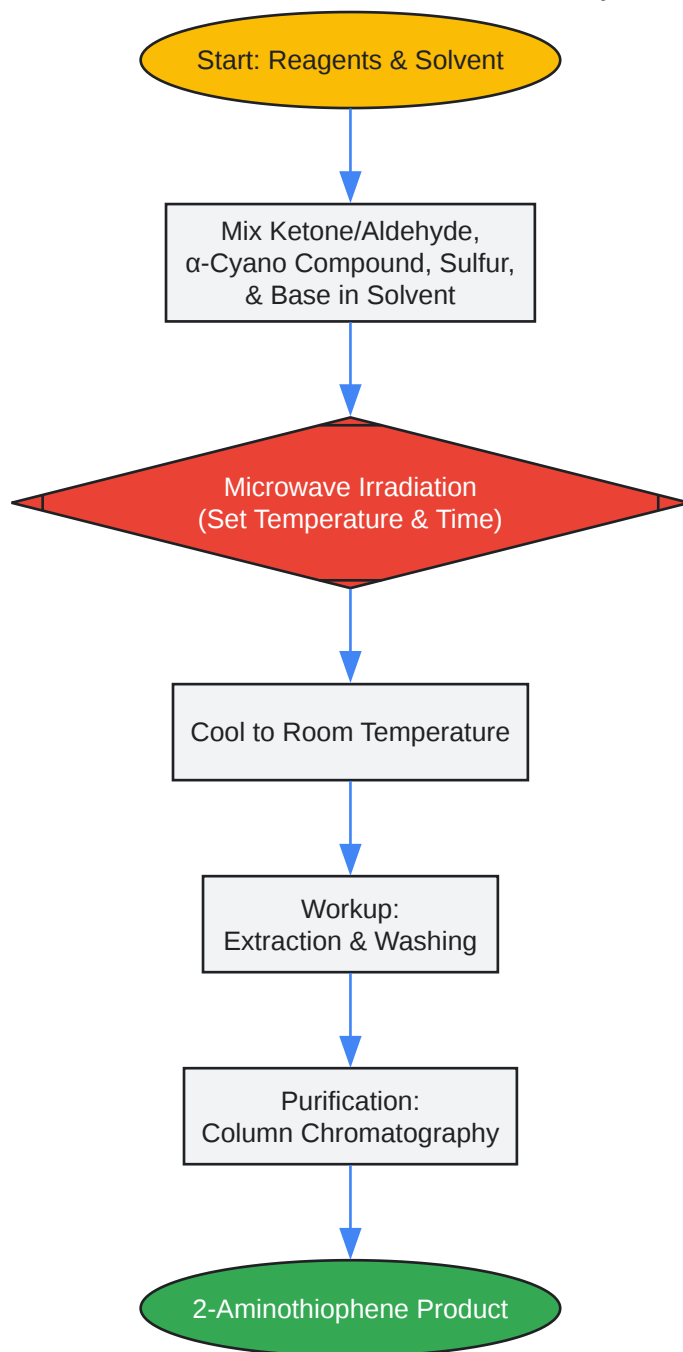 Start: Reagents & Solvent
Mix Ketone/Aldehyde,
α-Cyano Compound, Sulfur,
& Base in Solvent
Microwave Irradiation
(Set Temperature & Time)
Cool to Room Temperature
Workup:
Extraction & Washing
Purification:
Column Chromatography
2-Aminothiophene Product